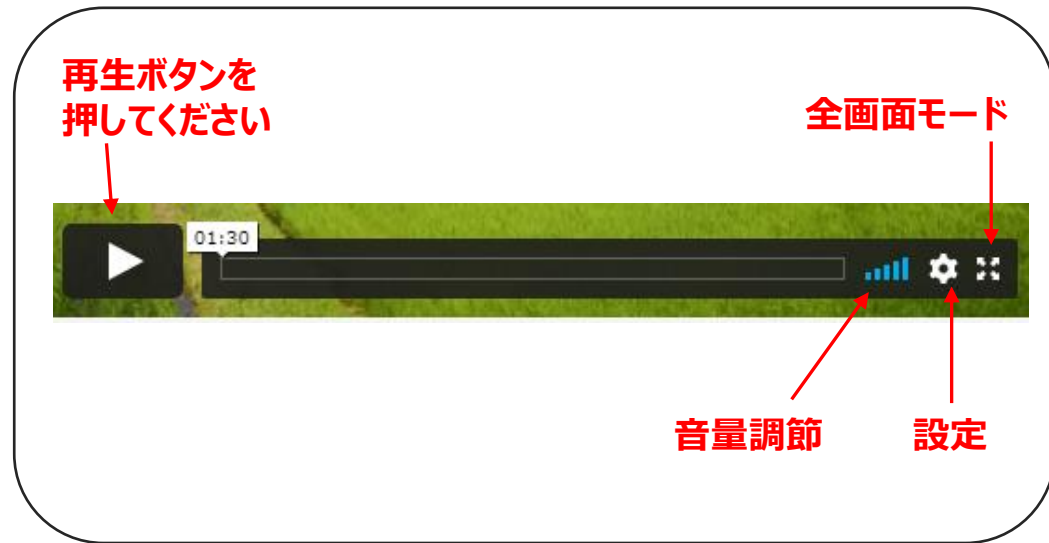 再生ボタンを
押してください
全画面モード
01:30
音量調節
設定